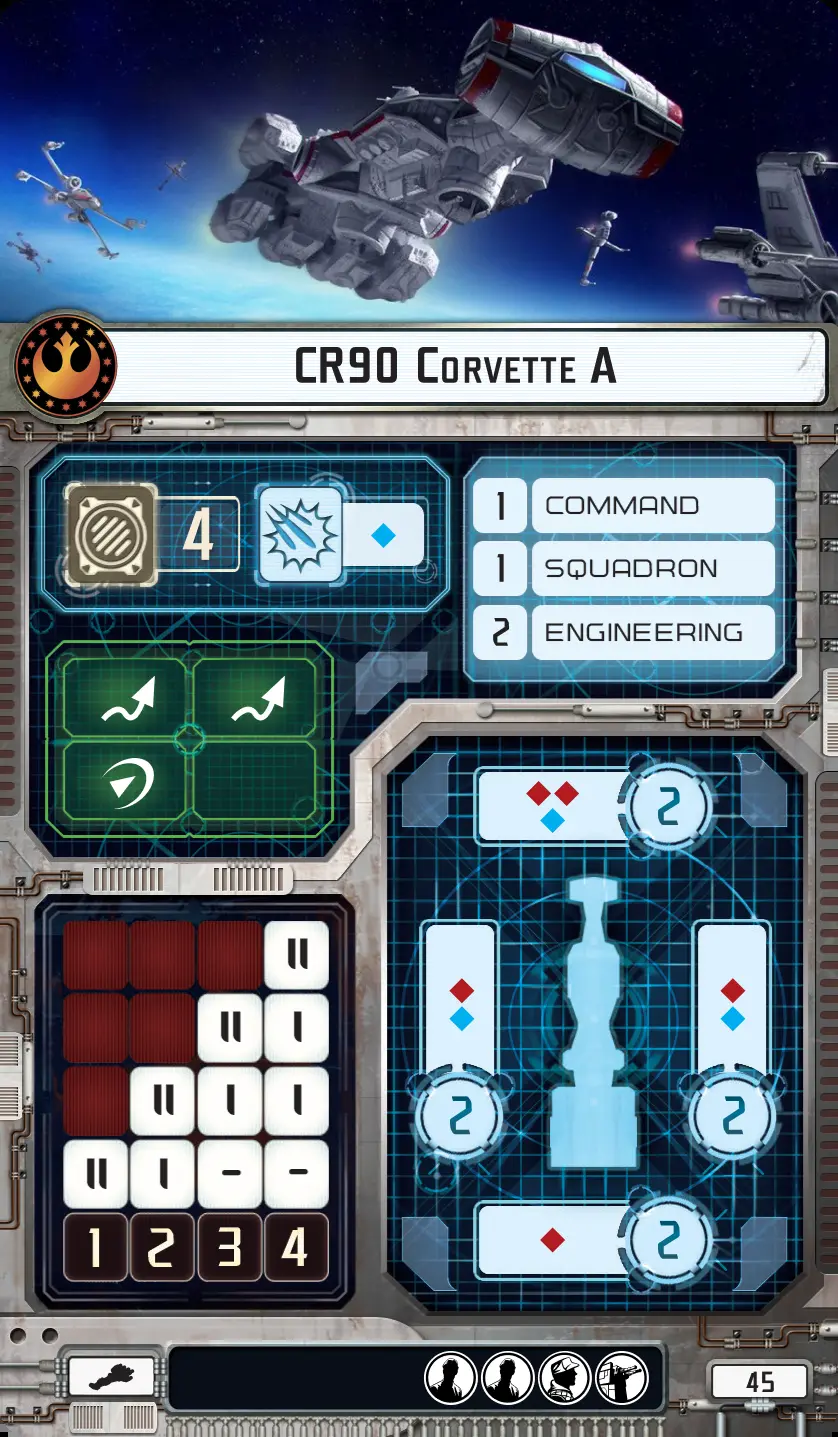 CR90 Corvette A
4
1 COMMAND
1 SQUADRON
2 ENGINEERING
2
II
II I
2 2
II I I
II I - -
1 2 3 4
2
45